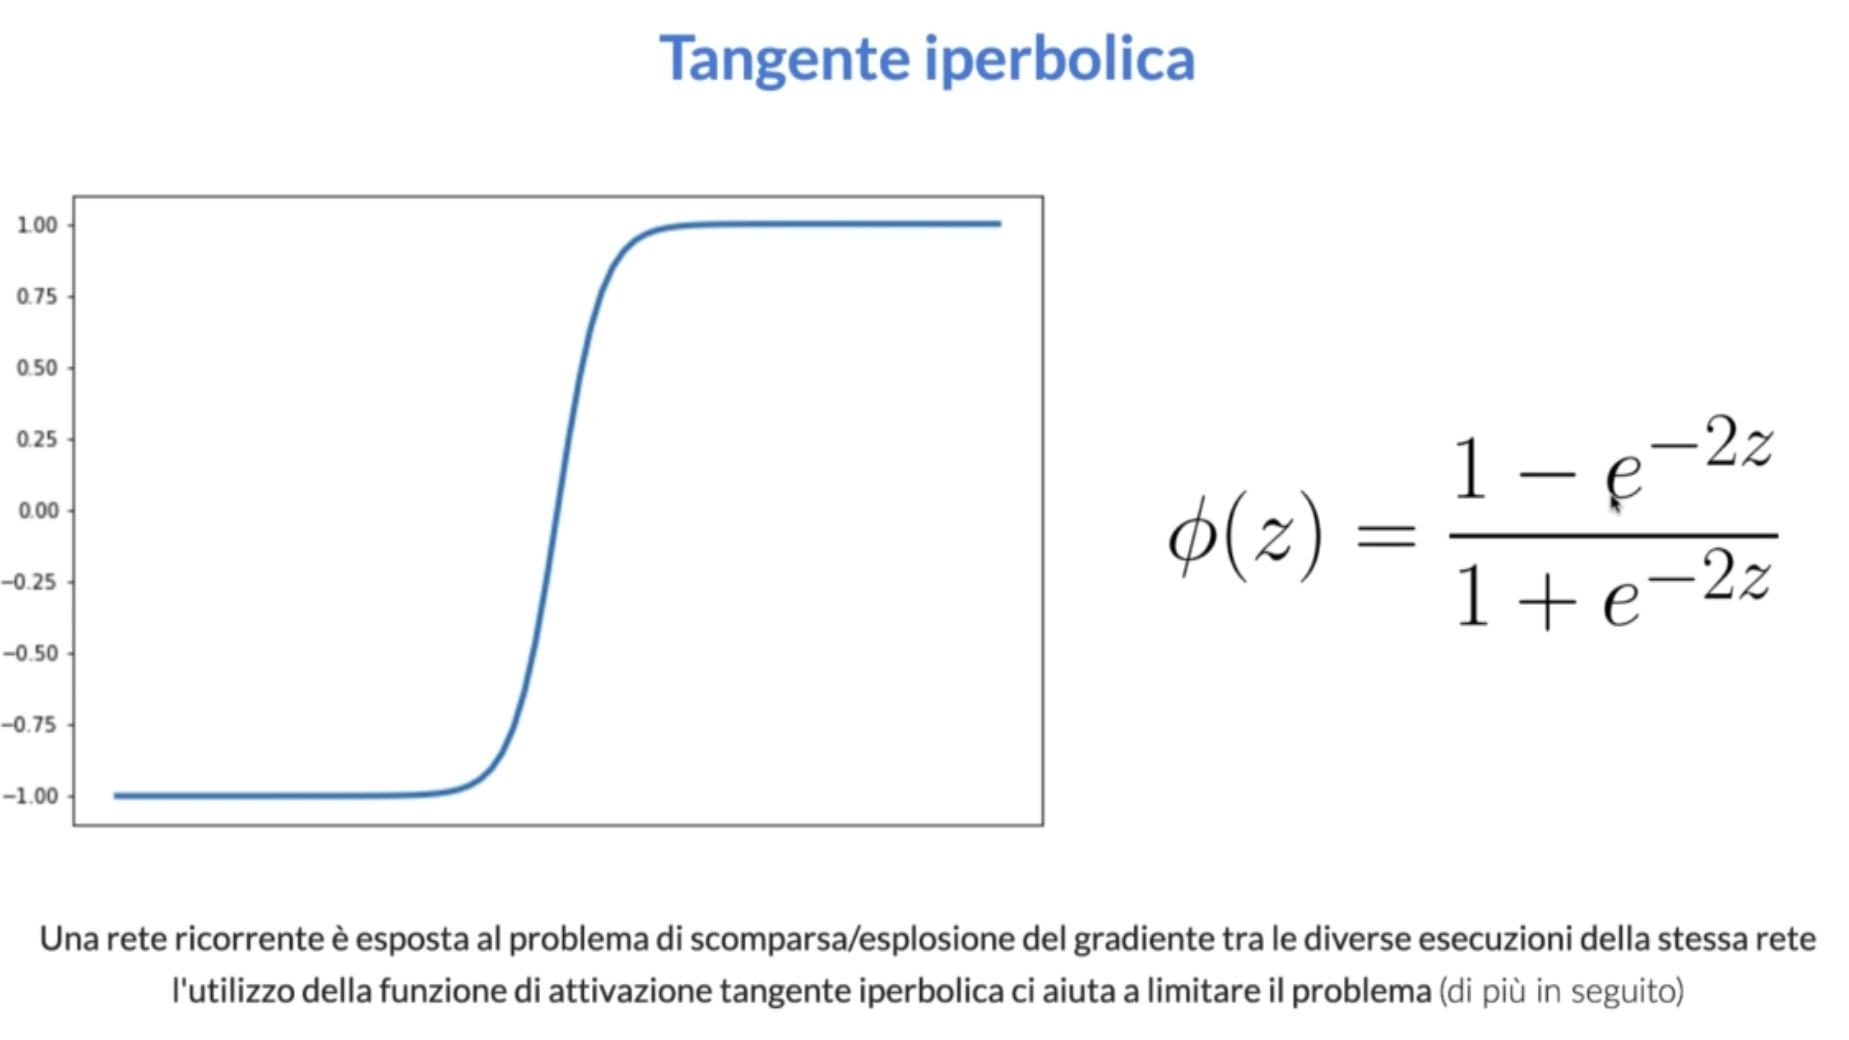 Tangente iperbolica
1.00
0.75
0.50
0.25
0.00
−0.25
−0.50
−0.75
−1.00
ϕ(z) = \frac{1 − e^{−2z}}{1 + e^{−2z}}
Una rete ricorrente è esposta al problema di scomparsa/esplosione del gradiente tra le diverse esecuzioni della stessa rete
l'utilizzo della funzione di attivazione tangente iperbolica ci aiuta a limitare il problema (di più in seguito)